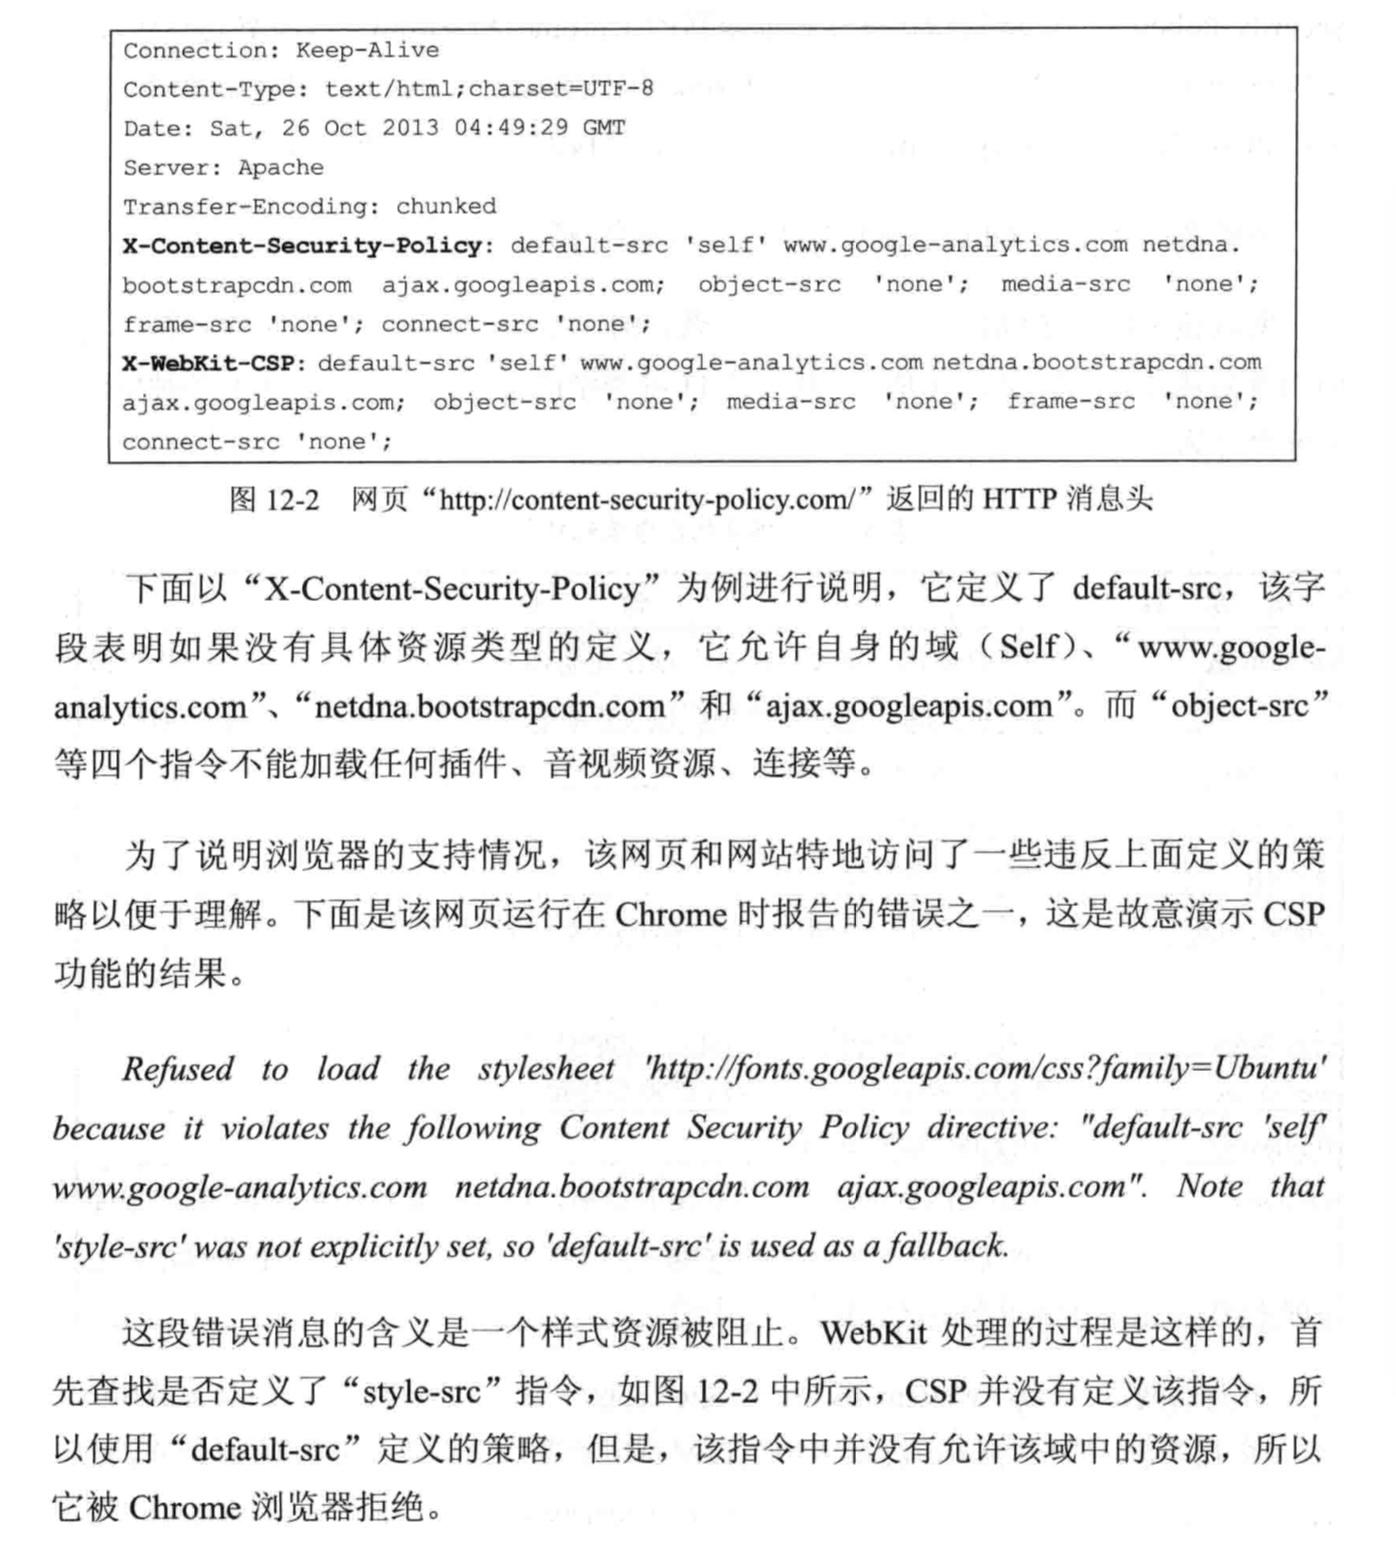 Connection: Keep-Alive
Content-Type: text/html;charset=UTF-8
Date: Sat, 26 Oct 2013 04:49:29 GMT
Server: Apache
Transfer-Encoding: chunked
X-Content-Security-Policy: default-src 'self' www.google-analytics.com netdna.
bootstrapcdn.com ajax.googleapis.com; object-src 'none'; media-src 'none';
frame-src 'none'; connect-src 'none';
X-WebKit-CSP: default-src 'self' www.google-analytics.com netdna.bootstrapcdn.com
ajax.googleapis.com; object-src 'none'; media-src 'none'; frame-src 'none';
connect-src 'none';
图 12-2 网页“http://content-security-policy.com/”返回的 HTTP 消息头
下面以“X-Content-Security-Policy”为例进行说明，它定义了 default-src，该字
段表明如果没有具体资源类型的定义，它允许自身的域（Self）、“www.google-
analytics.com”、“netdna.bootstrapcdn.com”和“ajax.googleapis.com”。而“object-src”
等四个指令不能加载任何插件、音视频资源、连接等。
为了说明浏览器的支持情况，该网页和网站特地访问了一些违反上面定义的策
略以便于理解。下面是该网页运行在 Chrome 时报告的错误之一，这是故意演示 CSP
功能的结果。
Refused to load the stylesheet 'http://fonts.googleapis.com/css?family=Ubuntu'
because it violates the following Content Security Policy directive: "default-src 'self'
www.google-analytics.com netdna.bootstrapcdn.com ajax.googleapis.com". Note that
'style-src' was not explicitly set, so 'default-src' is used as a fallback.
这段错误消息的含义是一个样式资源被阻止。WebKit 处理的过程是这样的，首
先查找是否定义了“style-src”指令，如图 12-2 中所示，CSP 并没有定义该指令，所
以使用“default-src”定义的策略，但是，该指令中并没有允许该域中的资源，所以
它被 Chrome 浏览器拒绝。